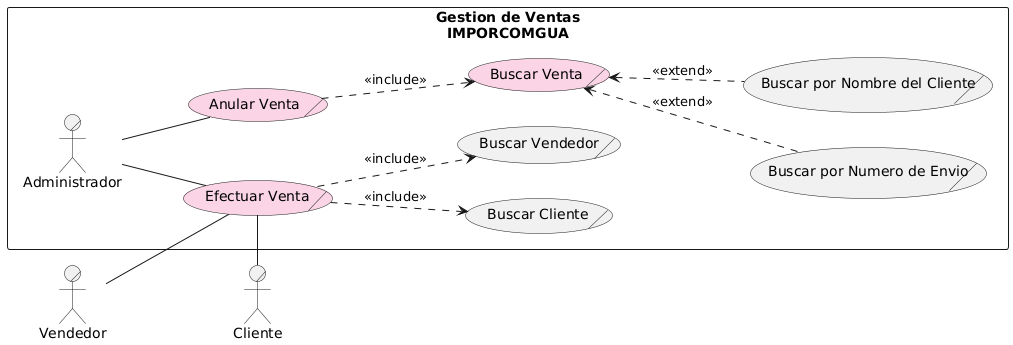 Gestion de Ventas
IMPORCOMGUA
Buscar Venta
<<extend>>
Buscar por Nombre del Cliente
<<include>>
Anular Venta
<<extend>>
Buscar Vendedor
<<include>>
Buscar por Numero de Envio
Administrador
Efectuar Venta
<<include>>
Buscar Cliente
Vendedor
Cliente